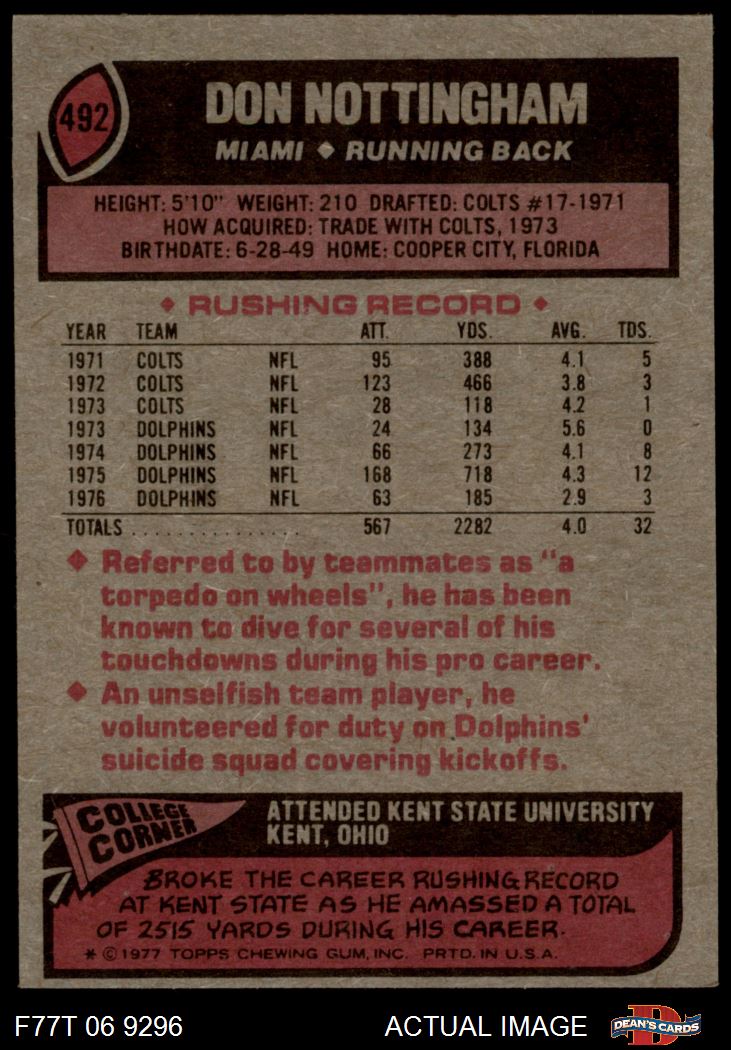 492
DON NOTTINGHAM
MIAMI ◆ RUNNING BACK
HEIGHT: 5'10" WEIGHT: 210 DRAFTED: COLTS #17-1971
HOW ACQUIRED: TRADE WITH COLTS, 1973
BIRTHDATE: 6-28-49 HOME: COOPER CITY, FLORIDA
◆ RUSHING RECORD ◆
YEAR TEAM ATT. YDS. AVG. TDS.
1971 COLTS NFL 95 388 4.1 5
1972 COLTS NFL 123 466 3.8 3
1973 COLTS NFL 28 118 4.2 1
1973 DOLPHINS NFL 24 134 5.6 0
1974 DOLPHINS NFL 66 273 4.1 8
1975 DOLPHINS NFL 168 718 4.3 12
1976 DOLPHINS NFL 63 185 2.9 3
TOTALS ................ 567 2282 4.0 32
◆ Referred to by teammates as "a
torpedo on wheels", he has been
known to dive for several of his
touchdowns during his pro career.
◆ An unselfish team player, he
volunteered for duty on Dolphins'
suicide squad covering kickoffs.
COLLEGE
CORNER
ATTENDED KENT STATE UNIVERSITY
KENT, OHIO
BROKE THE CAREER RUSHING RECORD
AT KENT STATE AS HE AMASSED A TOTAL
OF 2515 YARDS DURING HIS CAREER.
* © 1977 TOPPS CHEWING GUM, INC. PRTD. IN U.S.A.
F77T 06 9296 ACTUAL IMAGE
D
DEAN'S CARDS